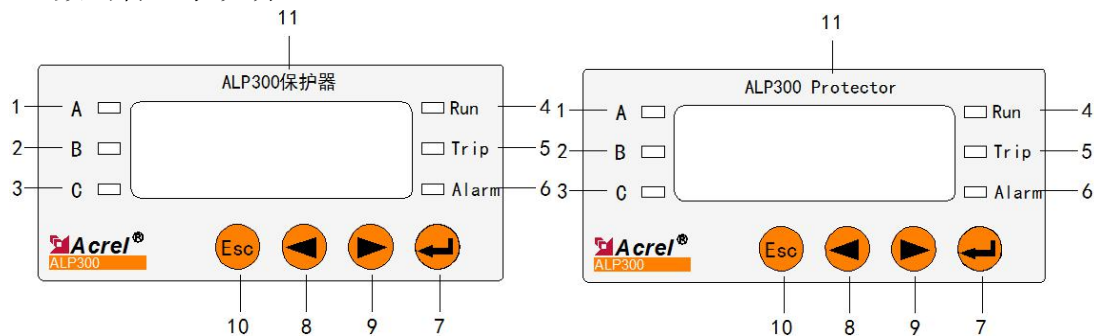 11
ALP300保护器
1 A Run 4
2 B Trip 5
3 C Alarm 6
Acrel®
ALP300
Esc
10 8 9 7
11
ALP300 Protector
1 A Run 4
2 B Trip 5
3 C Alarm 6
Acrel®
ALP300
Esc
10 8 9 7